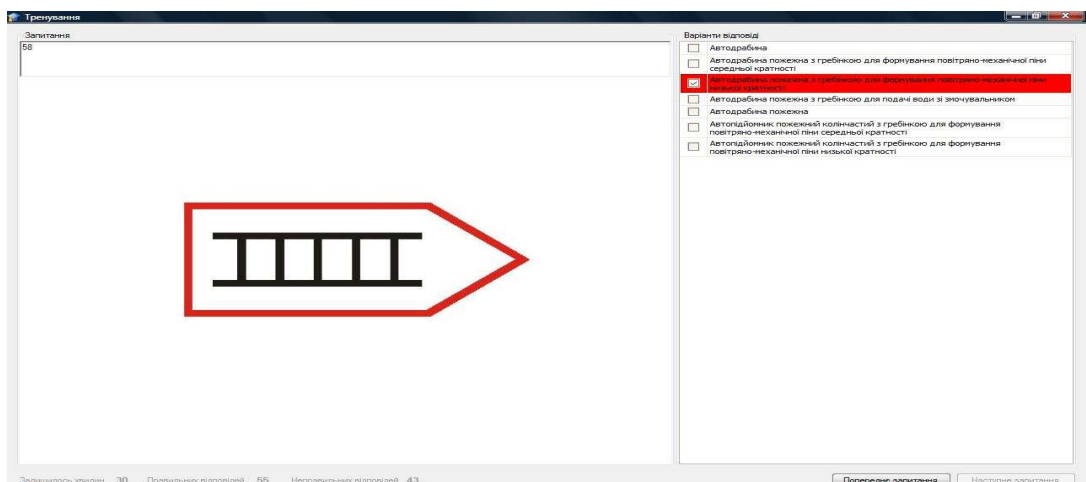 Тренування
Запитання
58
Варіанти відповіді
Автодрабина
Автодрабина пожежна з гребінкою для формування повітряно-механічної піни
середньої кратності
Автодрабина пожежна з гребінкою для формування повітряно-механічної піни
низької кратності
Автодрабина пожежна з гребінкою для подачі води зі змочувальником
Автодрабина пожежна
Автопідйомник пожежний колінчастий з гребінкою для формування
повітряно-механічної піни середньої кратності
Автопідйомник пожежний колінчастий з гребінкою для формування
повітряно-механічної піни низької кратності
Залишилось хвилин 30 Правильних відповідей 55 Неправильних відповідей 43
Попереднє запитання Наступне запитання